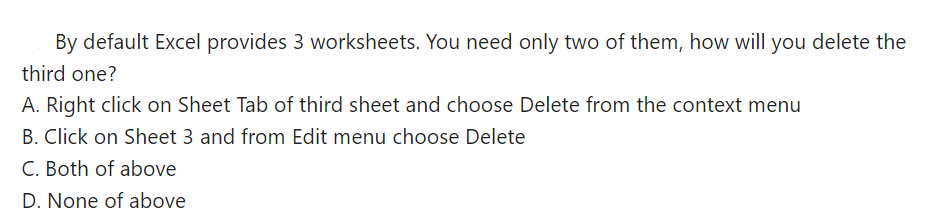 By default Excel provides 3 worksheets. You need only two of them, how will you delete the
third one?
A. Right click on Sheet Tab of third sheet and choose Delete from the context menu
B. Click on Sheet 3 and from Edit menu choose Delete
C. Both of above
D. None of above